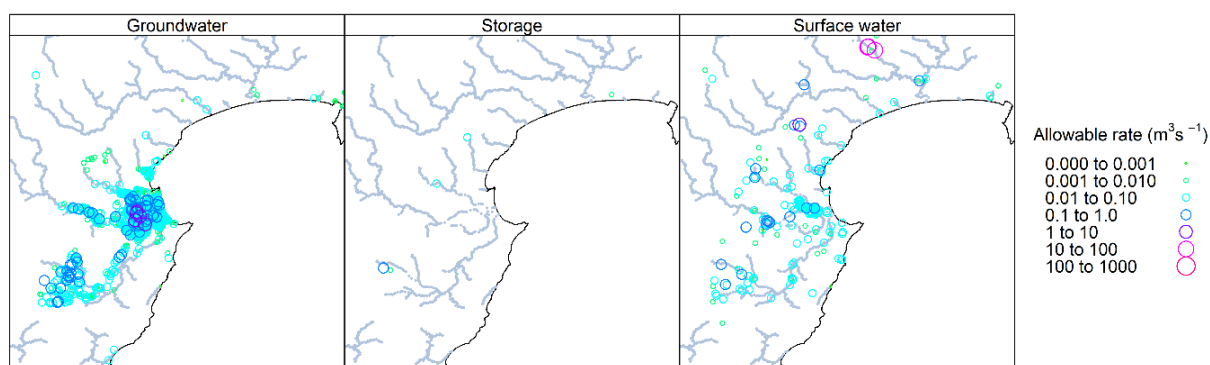 Groundwater
Storage
Surface water
Allowable rate (m³s⁻¹)
0.000 to 0.001
0.001 to 0.010
0.01 to 0.10
0.1 to 1.0
1 to 10
10 to 100
100 to 1000